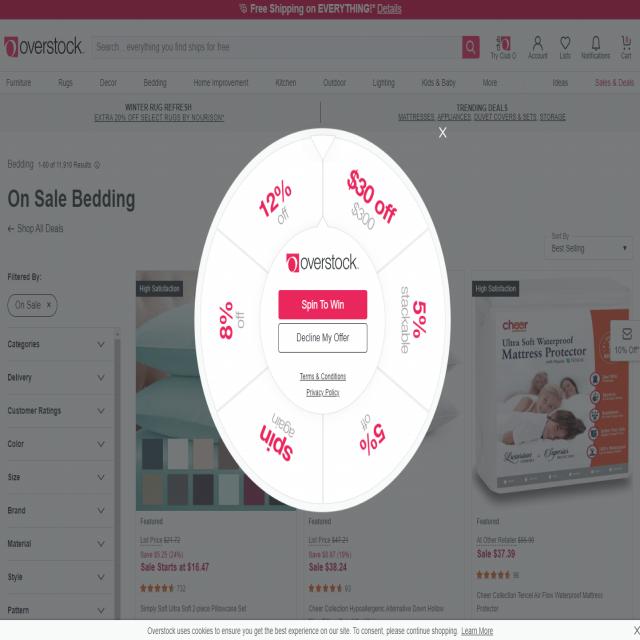 Free Shipping on EVERYTHING!* Details
overstock.
Search... everything you find ships for free
Try Club O
Account
Lists
Notifications
Cart
Furniture
Rugs
Decor
Bedding
Home Improvement
Kitchen
Outdoor
Lighting
Kids & Baby
More
Ideas
Sales & Deals
WINTER RUG REFRESH
EXTRA 20% OFF SELECT RUGS BY NOURISON*
TRENDING DEALS
MATTRESSES, APPLIANCES, DUVET COVERS & SETS, STORAGE
X
Bedding 1-60 of 11,910 Results
On Sale Bedding
Shop All Deals
Sort By
Best Selling
Filtered By:
On Sale ×
Categories
Delivery
Customer Ratings
Color
Size
Brand
Material
Style
Pattern
12% off
$30 off $300
8% off
5% stackable
spin again
5% off
overstock.
Spin To Win
Decline My Offer
Terms & Conditions
Privacy Policy
High Satisfaction
High Satisfaction
cheer
Ultra Soft Waterproof
Mattress Protector
10% Off*
Featured
List Price $21.72
Save $5.25 (24%)
Sale Starts at $16.47
732
Simply Soft Ultra Soft 2-piece Pillowcase Set
Featured
List Price $47.21
Save $8.97 (19%)
Sale $38.24
93
Cheer Collection Hypoallergenic Alternative Down Hollow
Featured
At Other Retailer
Sale $37.39
Cheer Collection Tencel Air Flow Waterproof Mattress
Protector
Overstock uses cookies to ensure you get the best experience on our site. To consent, please continue shopping. Learn More
X